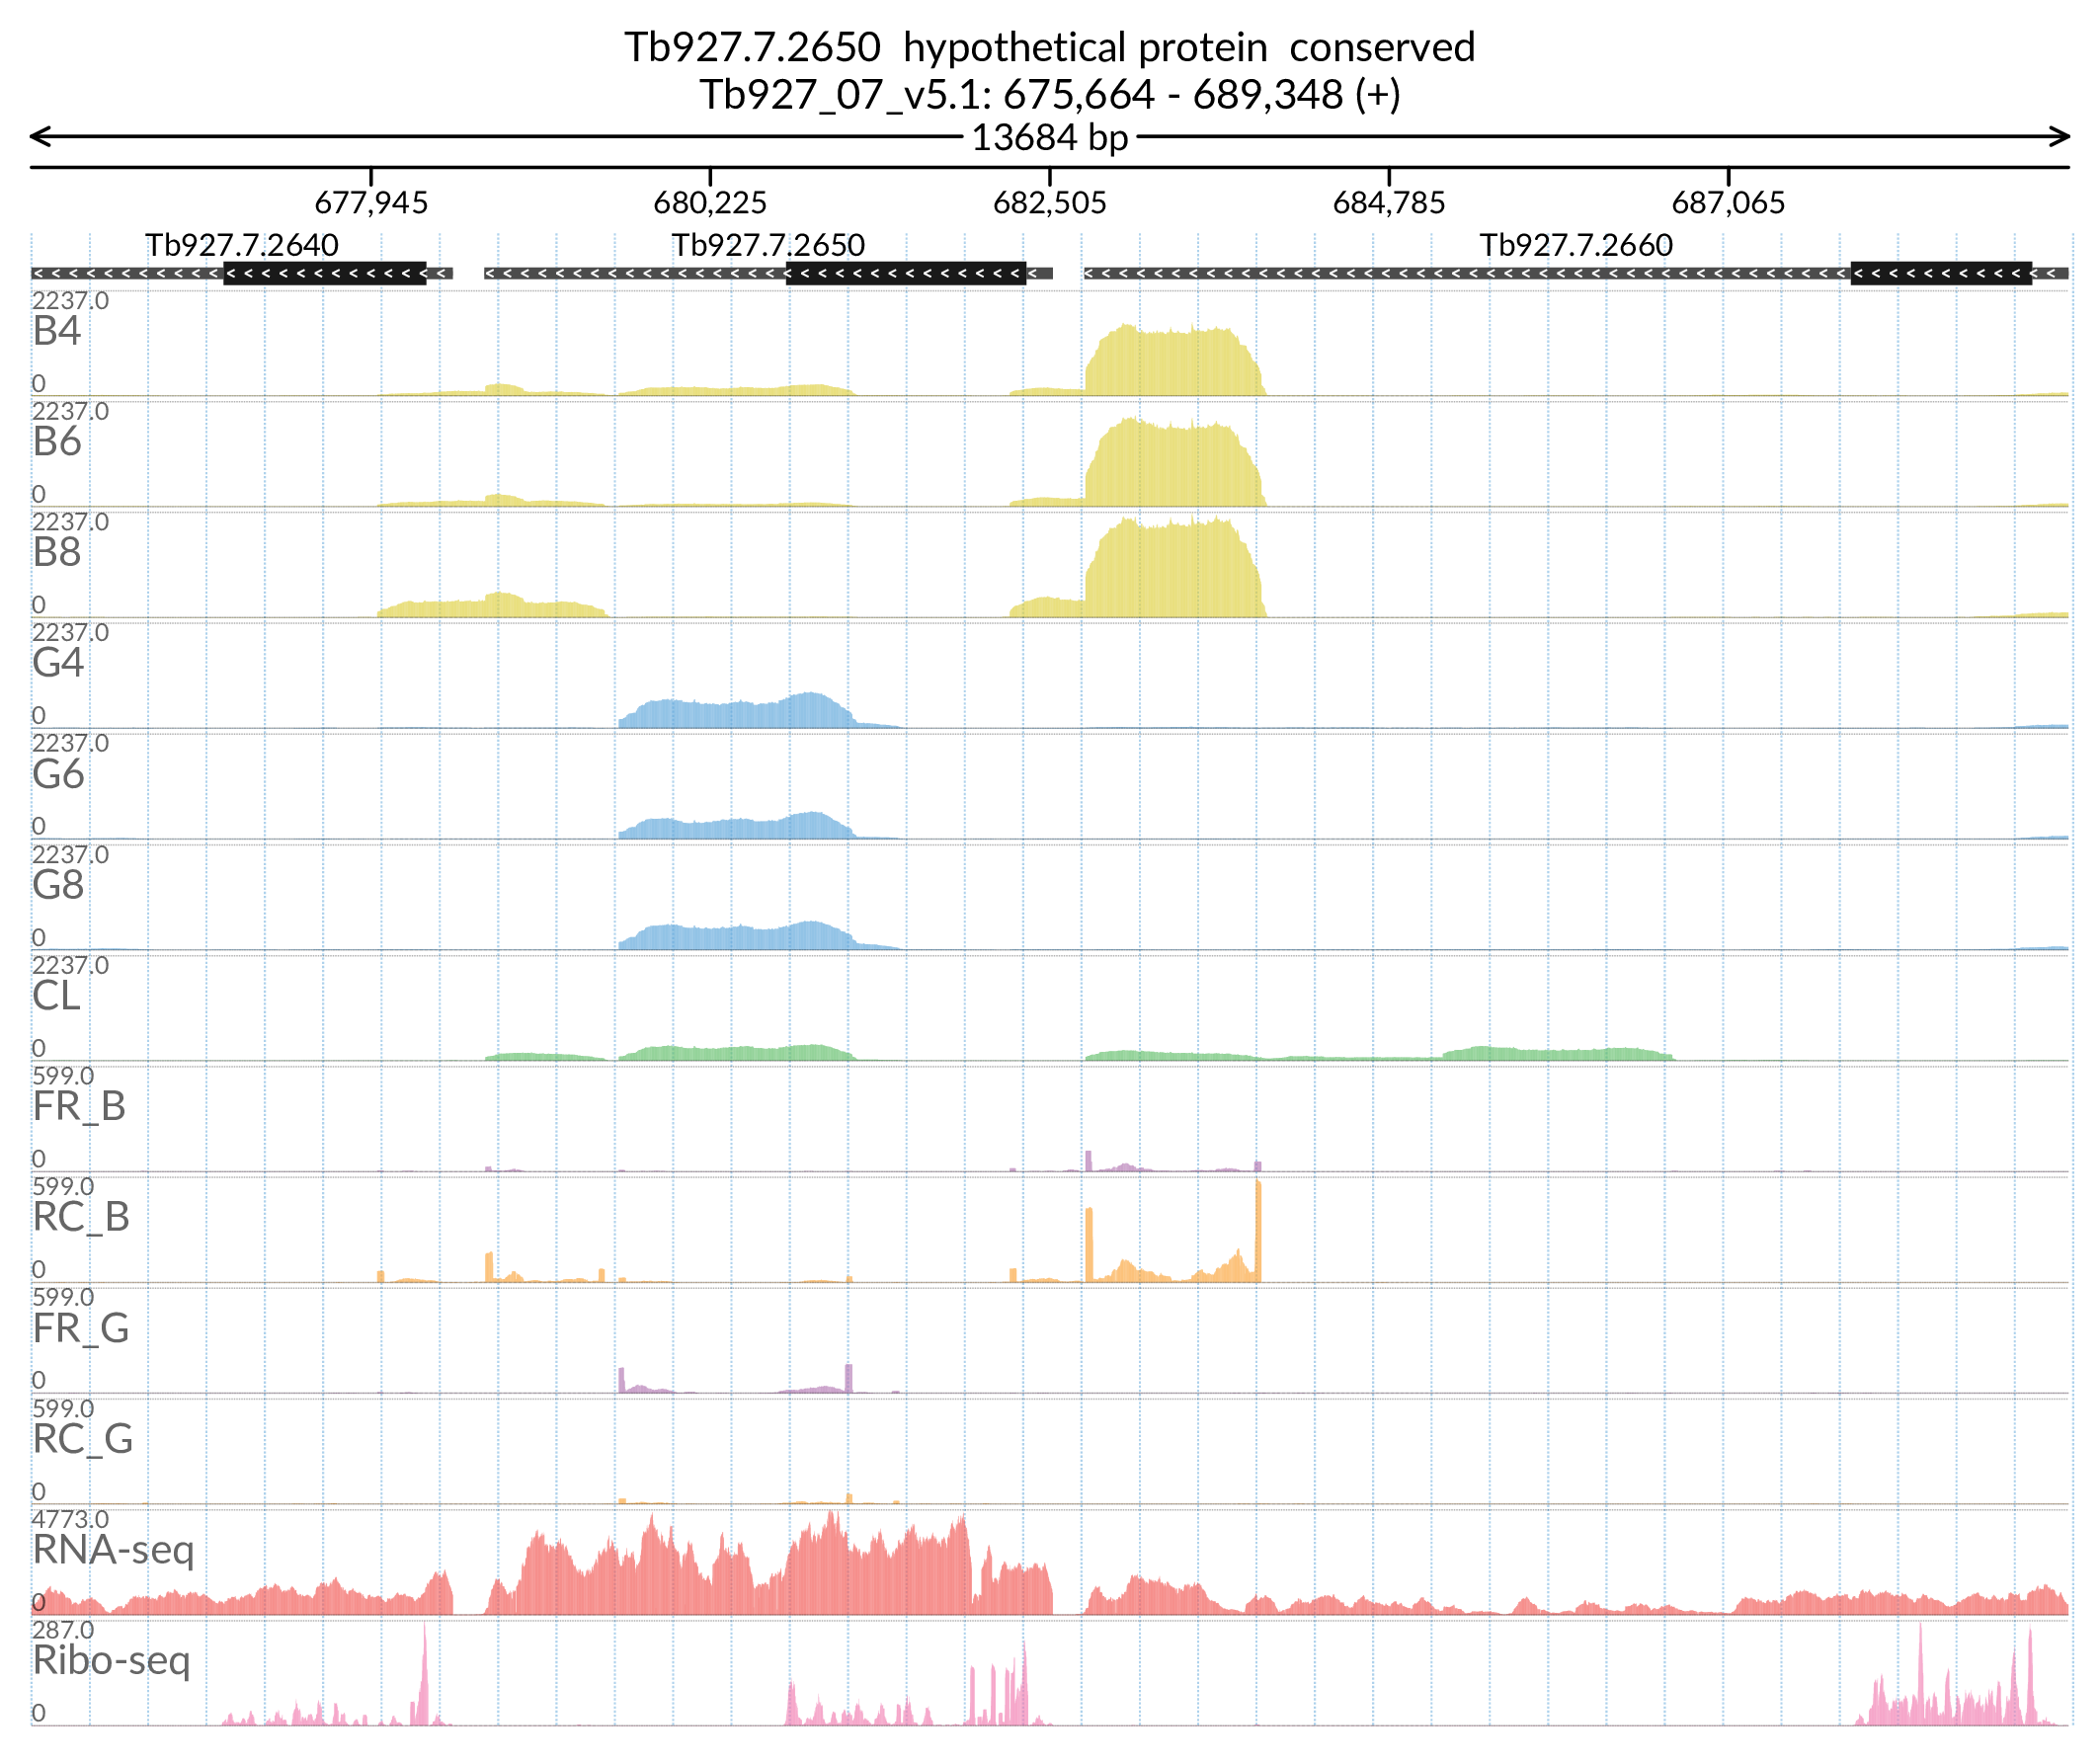 Tb927.7.2650 hypothetical protein conserved
Tb927_07_v5.1: 675,664 - 689,348 (+)
13684 bp
677,945 680,225 682,505 684,785 687,065
Tb927.7.2640 Tb927.7.2650 Tb927.7.2660
2237.0
B4
0
2237.0
B6
0
2237.0
B8
0
2237.0
G4
0
2237.0
G6
0
2237.0
G8
0
2237.0
CL
0
599.0
FR_B
0
599.0
RC_B
0
599.0
FR_G
0
599.0
RC_G
0
4773.0
RNA-seq
0
287.0
Ribo-seq
0